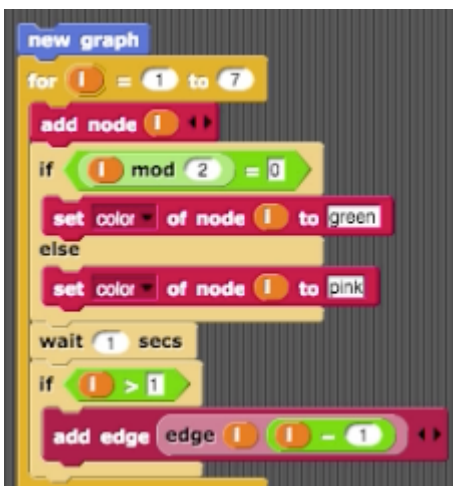 new graph
for I = 1 to 7
add node I
if I mod 2 = 0
set color of node I to green
else
set color of node I to pink
wait 1 secs
if I > 1
add edge edge I I - 1